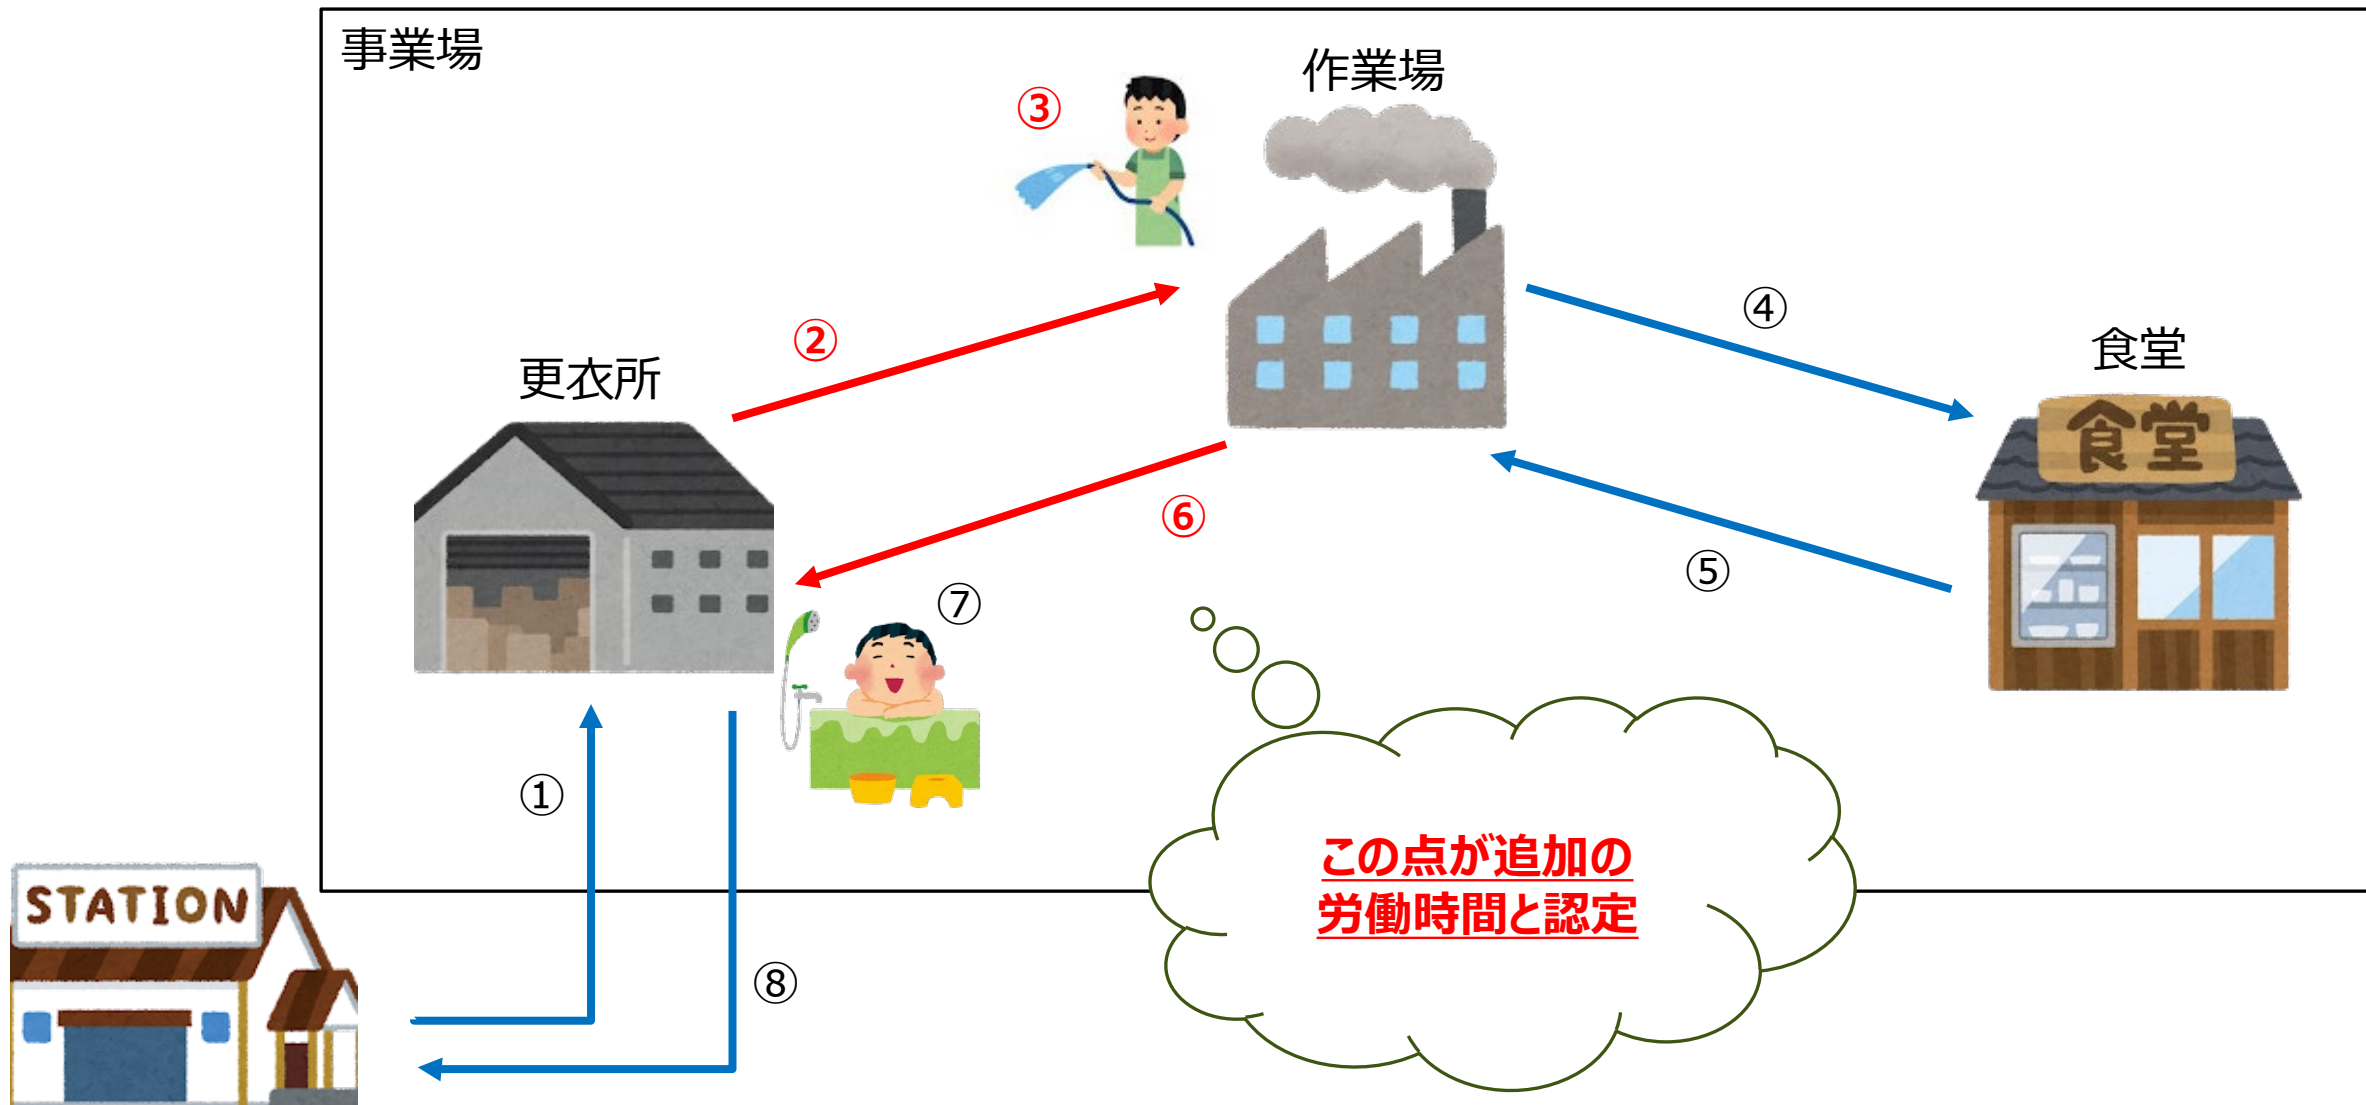 事業場
作業場
③
②
④
更衣所
食堂
食堂
⑥
⑤
⑦
①
この点が追加の
労働時間と認定
STATION
⑧